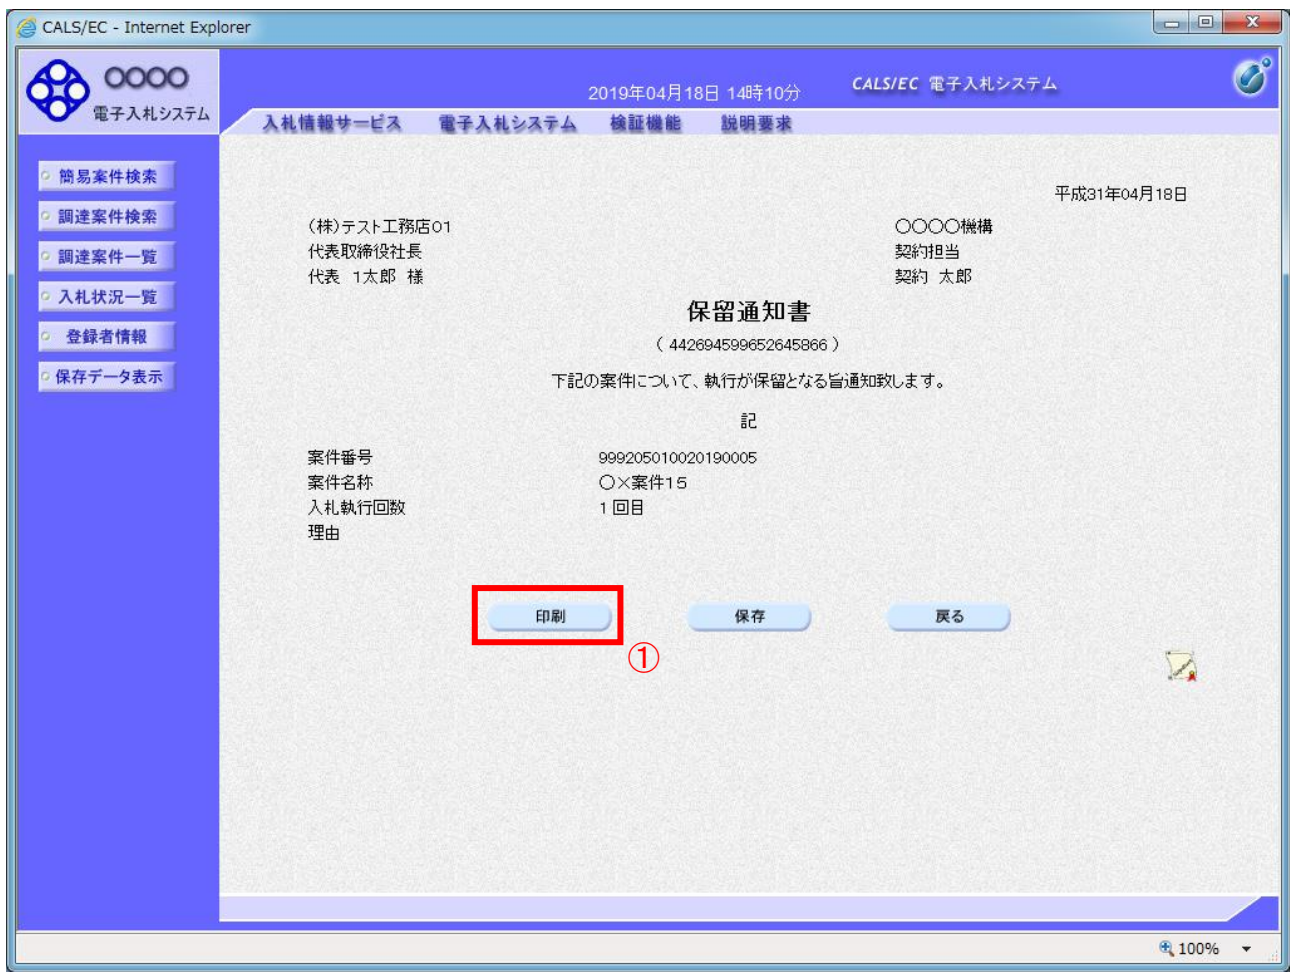 CALS/EC - Internet Explorer
〇〇〇〇
電子入札システム
2019年04月18日 14時10分
CALS/EC 電子入札システム
入札情報サービス 電子入札システム 検証機能 説明要求
簡易案件検索
調達案件検索
調達案件一覧
入札状況一覧
登録者情報
保存データ表示
平成31年04月18日
(株)テスト工務店01
代表取締役社長
代表 1太郎 様
〇〇〇〇機構
契約担当
契約 太郎
保留通知書
( 442694599652645866 )
下記の案件について、執行が保留となる旨通知致します。
記
案件番号 999205010020190005
案件名称 〇×案件15
入札執行回数 1回目
理由
印刷 保存 戻る
①
100%